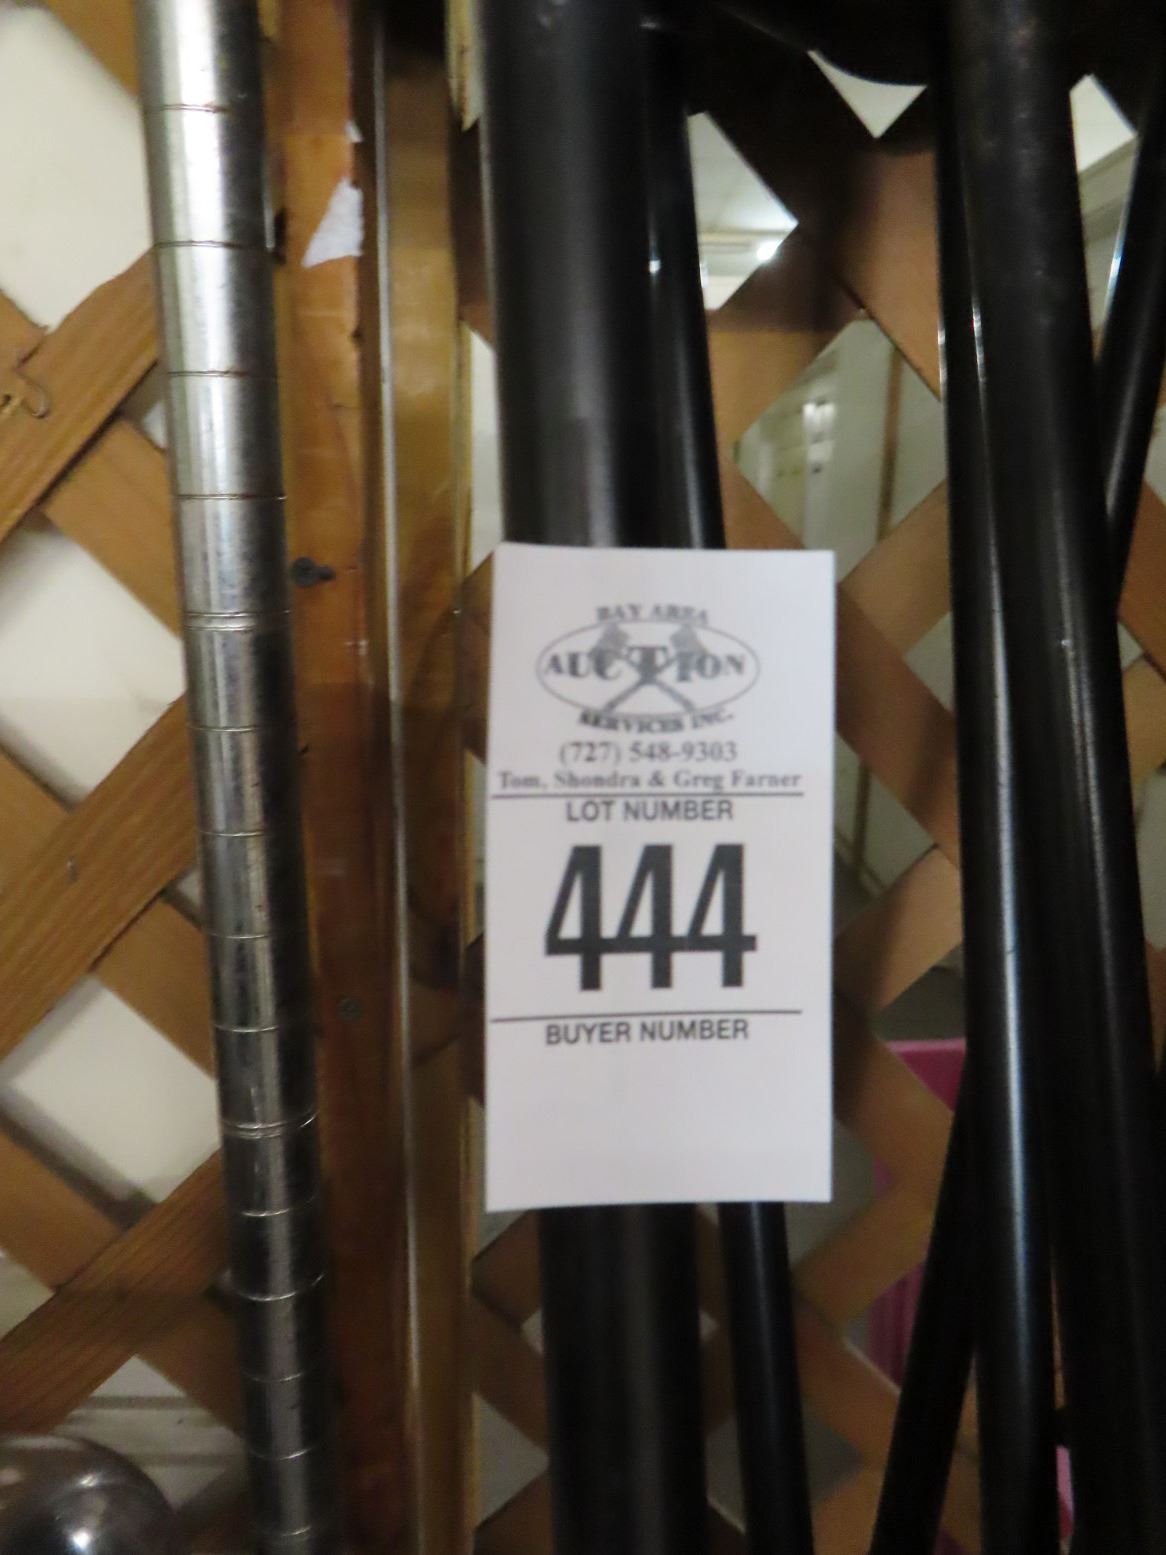 BAY AREA
AUCTION
SERVICES INC.
(727) 548-9303
Tom, Shondra & Greg Farner
LOT NUMBER
444
BUYER NUMBER